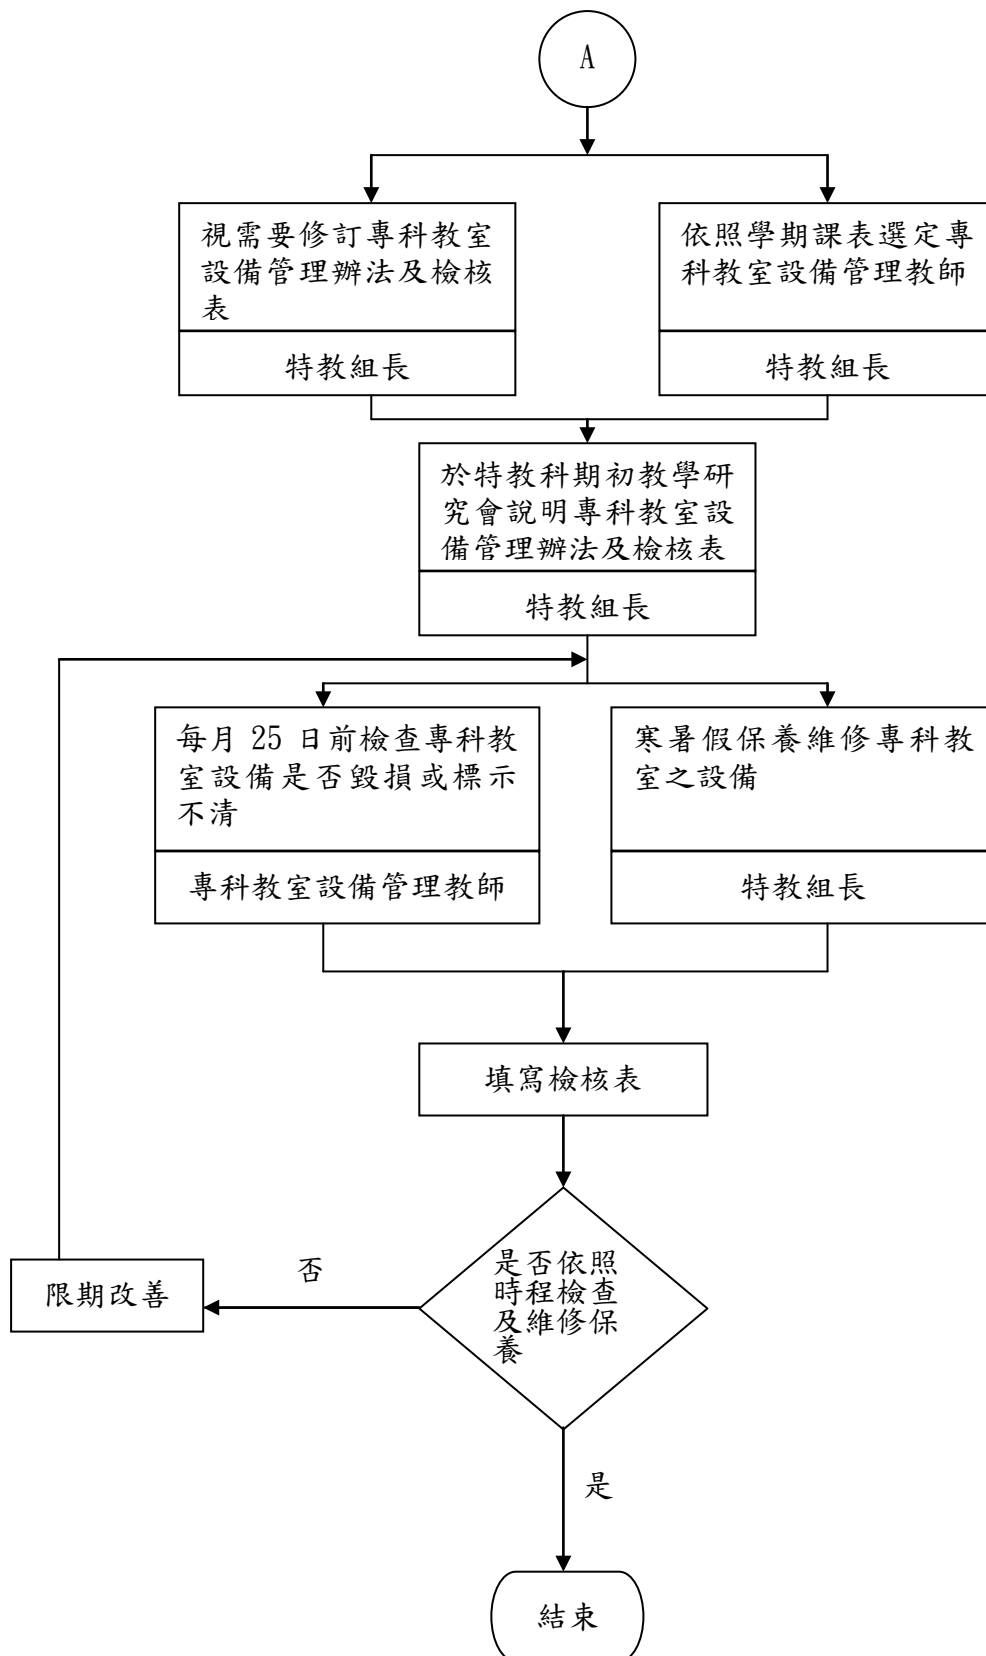 A
視需要修訂專科教室
設備管理辦法及檢核
表
特教組長
依照學期課表選定專
科教室設備管理教師
特教組長
於特教科期初教學研
究會說明專科教室設
備管理辦法及檢核表
特教組長
每月 25 日前檢查專科教
室設備是否毀損或標示
不清
專科教室設備管理教師
寒暑假保養維修專科教
室之設備
特教組長
填寫檢核表
是否依照
時程檢查
及維修保
養
否
限期改善
是
結束